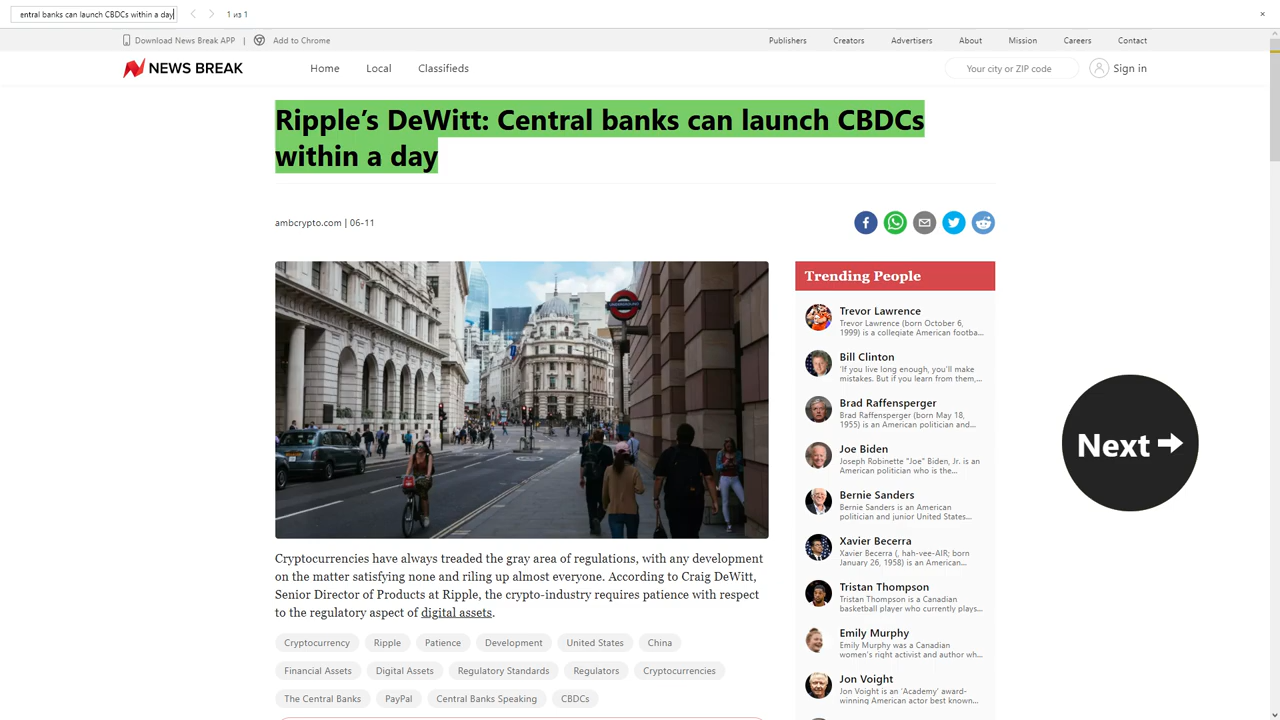 entral banks can launch CBDCs within a day
1 из 1
Download News Break APP | Add to Chrome
Publishers Creators Advertisers About Mission Careers Contact
NEWS BREAK
Home Local Classifieds
Your city or ZIP code
Sign in
Ripple’s DeWitt: Central banks can launch CBDCs
within a day
ambcrypto.com | 06-11
UNDERGROUND
Cryptocurrencies have always treaded the gray area of regulations, with any development
on the matter satisfying none and riling up almost everyone. According to Craig DeWitt,
Senior Director of Products at Ripple, the crypto-industry requires patience with respect
to the regulatory aspect of digital assets.
Cryptocurrency Ripple Patience Development United States China
Financial Assets Digital Assets Regulatory Standards Regulators Cryptocurrencies
The Central Banks PayPal Central Banks Speaking CBDCs
Trending People
Trevor Lawrence
Trevor Lawrence (born October 6,
1999) is a collegiate American footba...
Bill Clinton
'If you live long enough, you'll make
mistakes. But if you learn from them,...
Brad Raffensperger
Brad Raffensperger (born May 18,
1955) is an American politician and...
Joe Biden
Joseph Robinette "Joe" Biden, Jr. is an
American politician who is the...
Bernie Sanders
Bernie Sanders is an American
politician and junior United States...
Xavier Becerra
Xavier Becerra (, hah-vee-AIR; born
January 26, 1958) is an American...
Tristan Thompson
Tristan Thompson is a Canadian
basketball player who currently plays...
Emily Murphy
Emily Murphy was a Canadian
women's right activist and author wh...
Jon Voight
Jon Voight is an 'Academy' award-
winning American actor best known...
Next